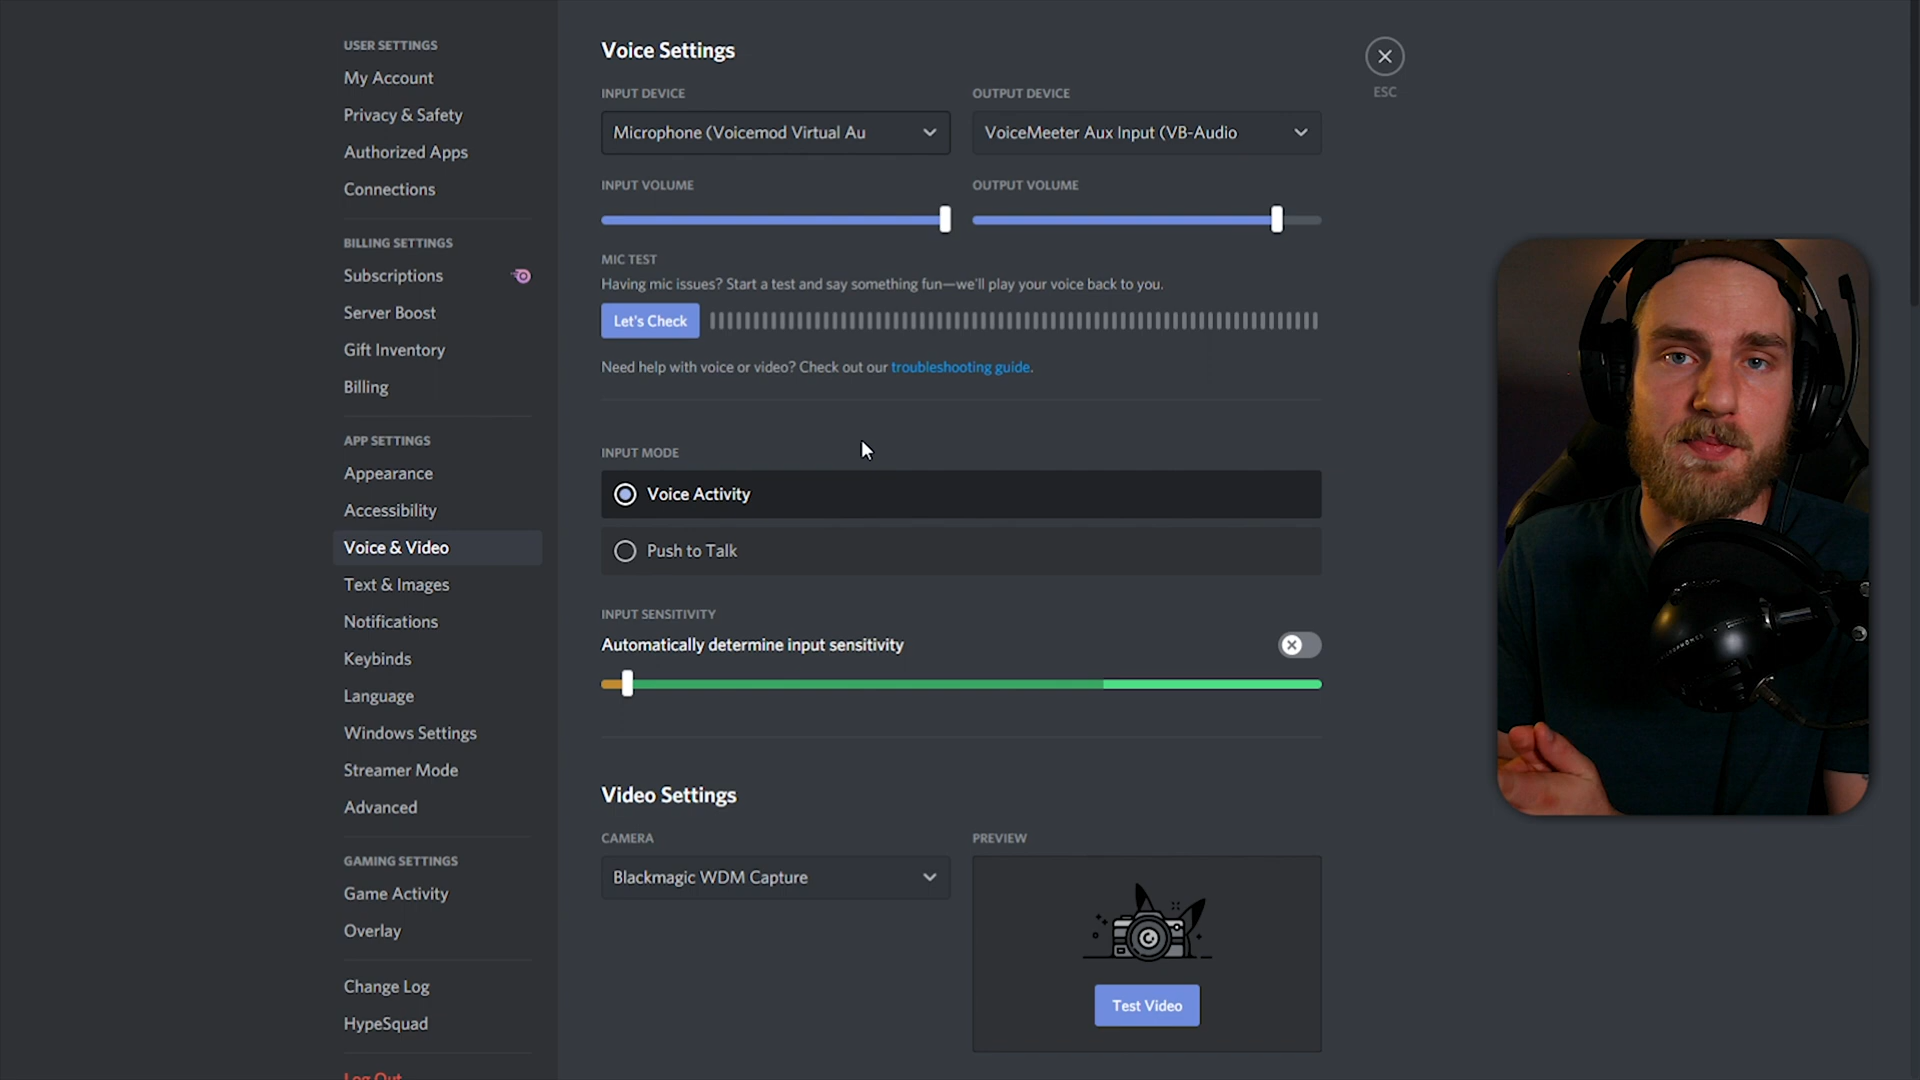 USER SETTINGS
My Account
Privacy & Safety
Authorized Apps
Connections
BILLING SETTINGS
Subscriptions
Server Boost
Gift Inventory
Billing
APP SETTINGS
Appearance
Accessibility
Voice & Video
Text & Images
Notifications
Keybinds
Language
Windows Settings
Streamer Mode
Advanced
GAMING SETTINGS
Game Activity
Overlay
Change Log
HypeSquad
Log Out
Voice Settings
ESC
INPUT DEVICE
Microphone (Voicemod Virtual Au
OUTPUT DEVICE
VoiceMeeter Aux Input (VB-Audio
INPUT VOLUME
OUTPUT VOLUME
MIC TEST
Having mic issues? Start a test and say something fun—we'll play your voice back to you.
Let's Check
Need help with voice or video? Check out our troubleshooting guide.
INPUT MODE
Voice Activity
Push to Talk
INPUT SENSITIVITY
Automatically determine input sensitivity
Video Settings
CAMERA
Blackmagic WDM Capture
PREVIEW
Test Video